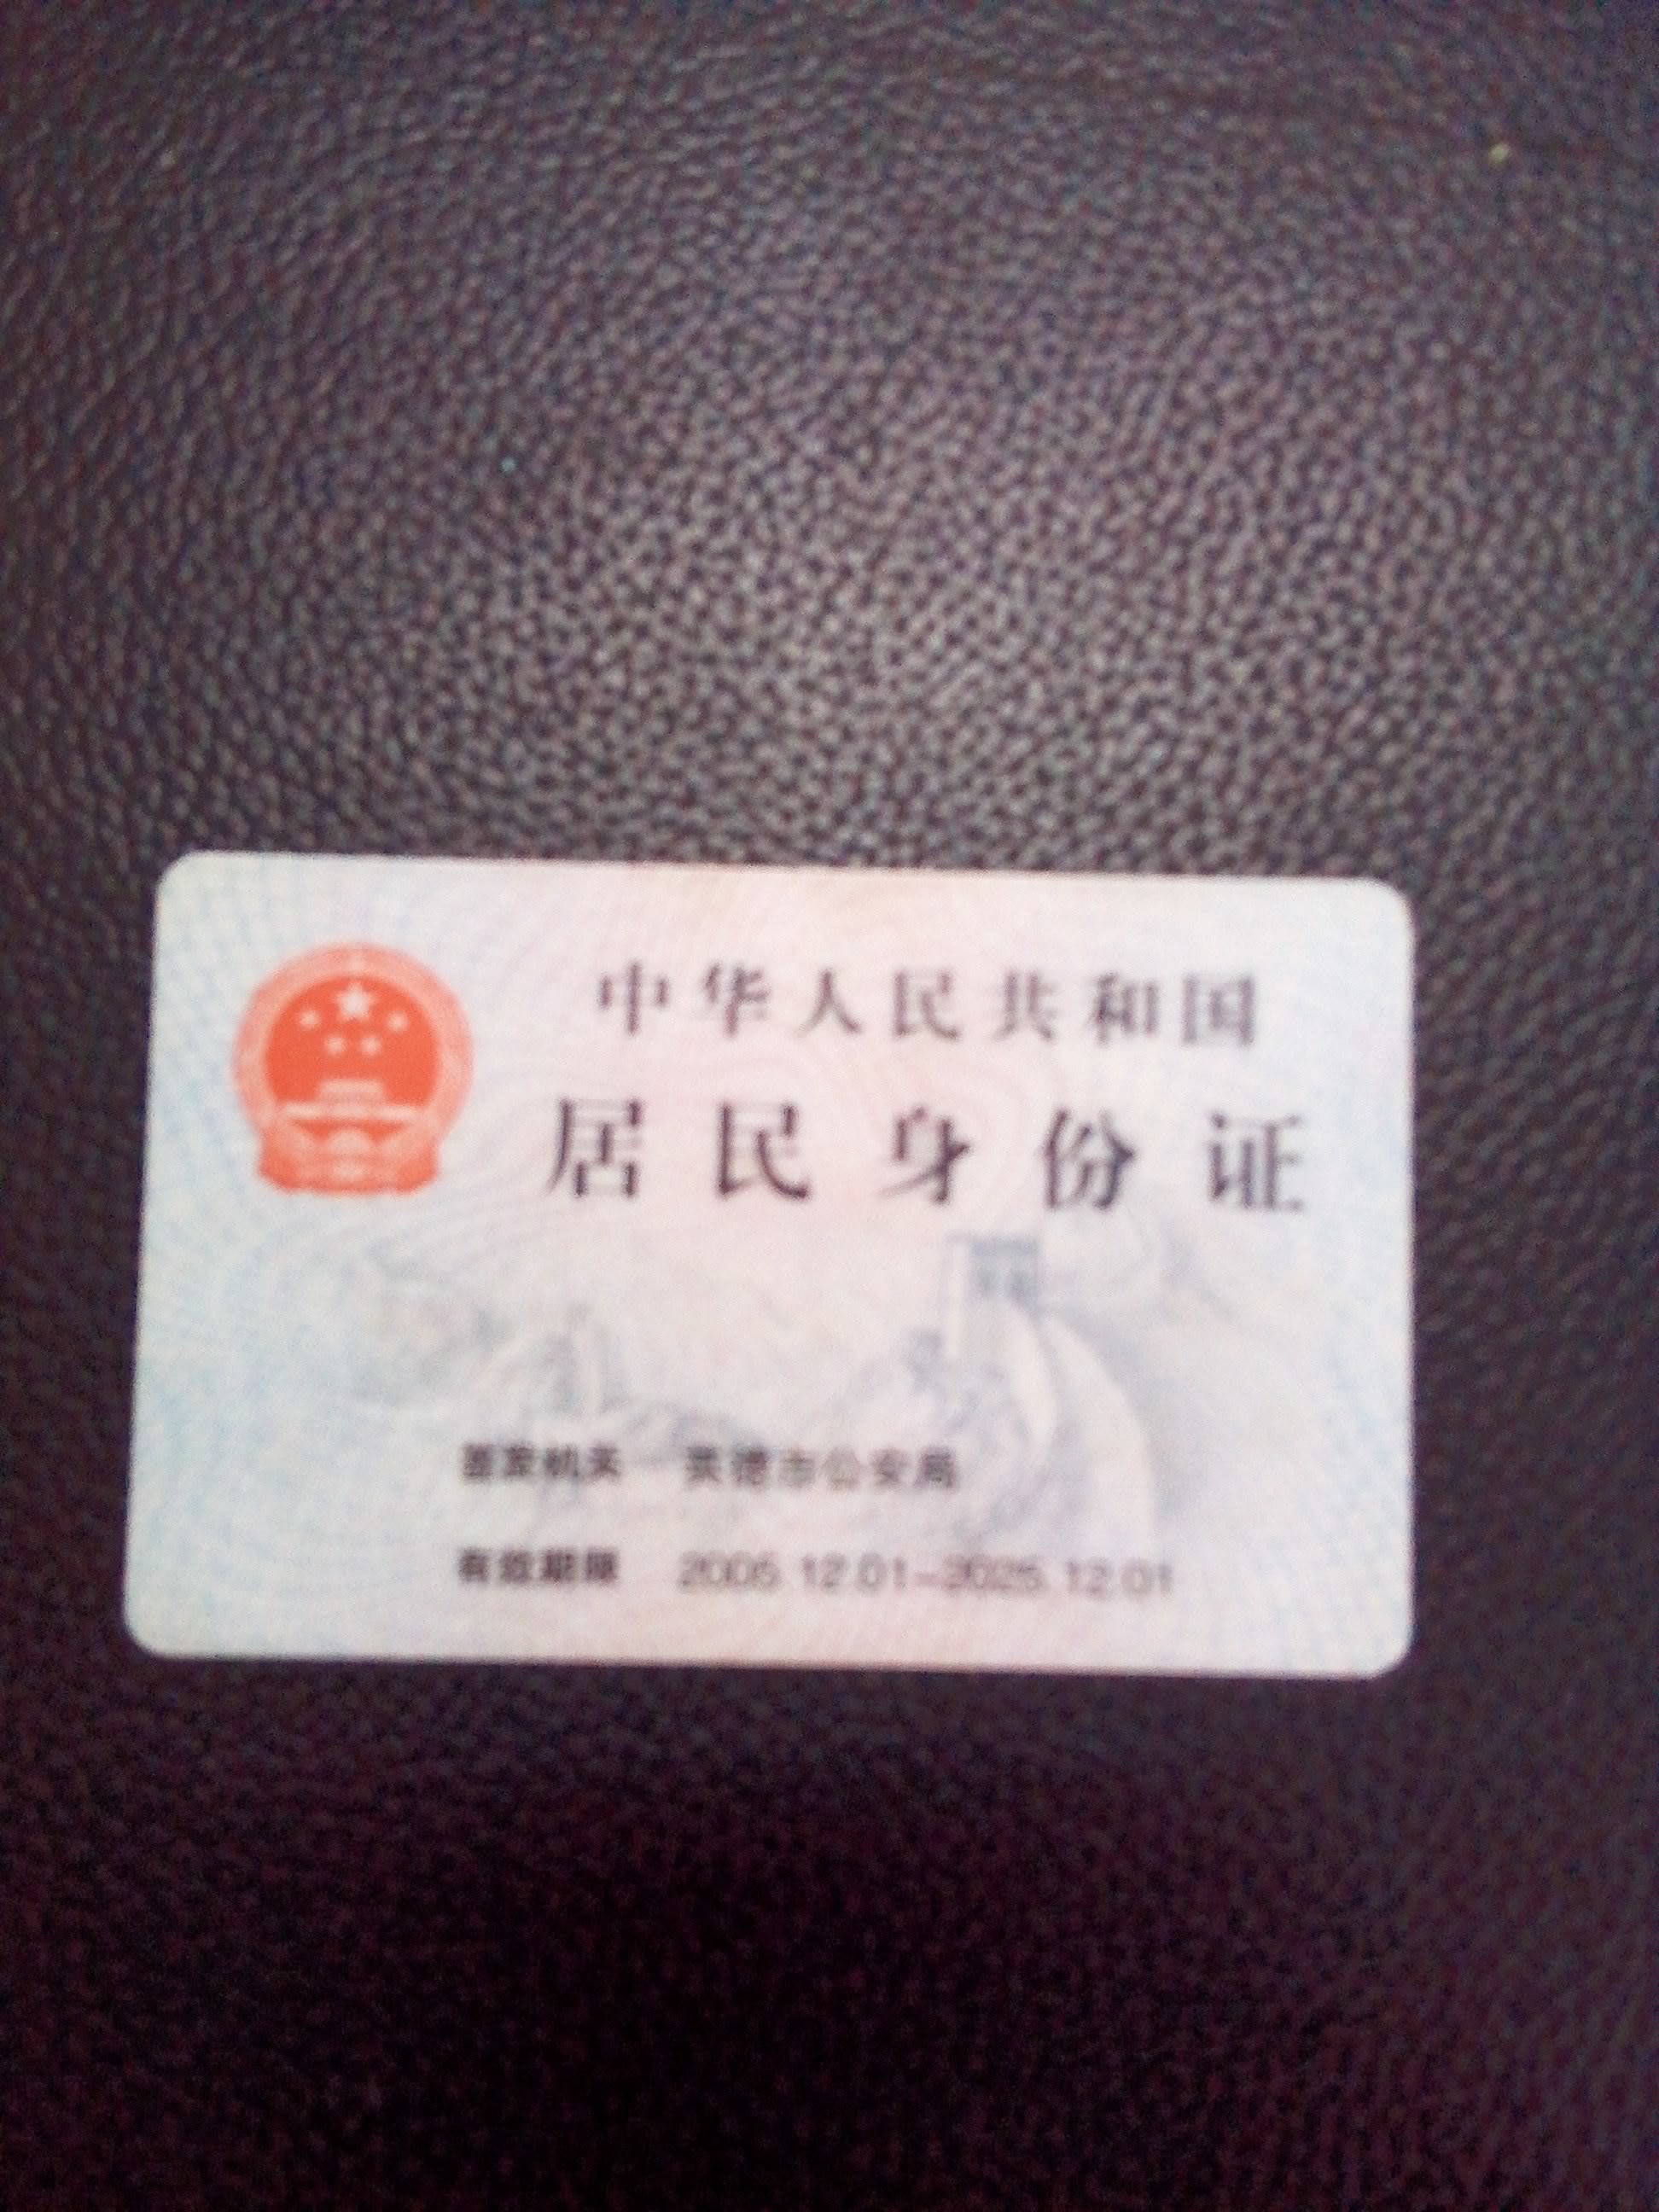 中华人民共和国
居民身份证
签发机关 英德市公安局
有效期限 2005.12.01-2025.12.01